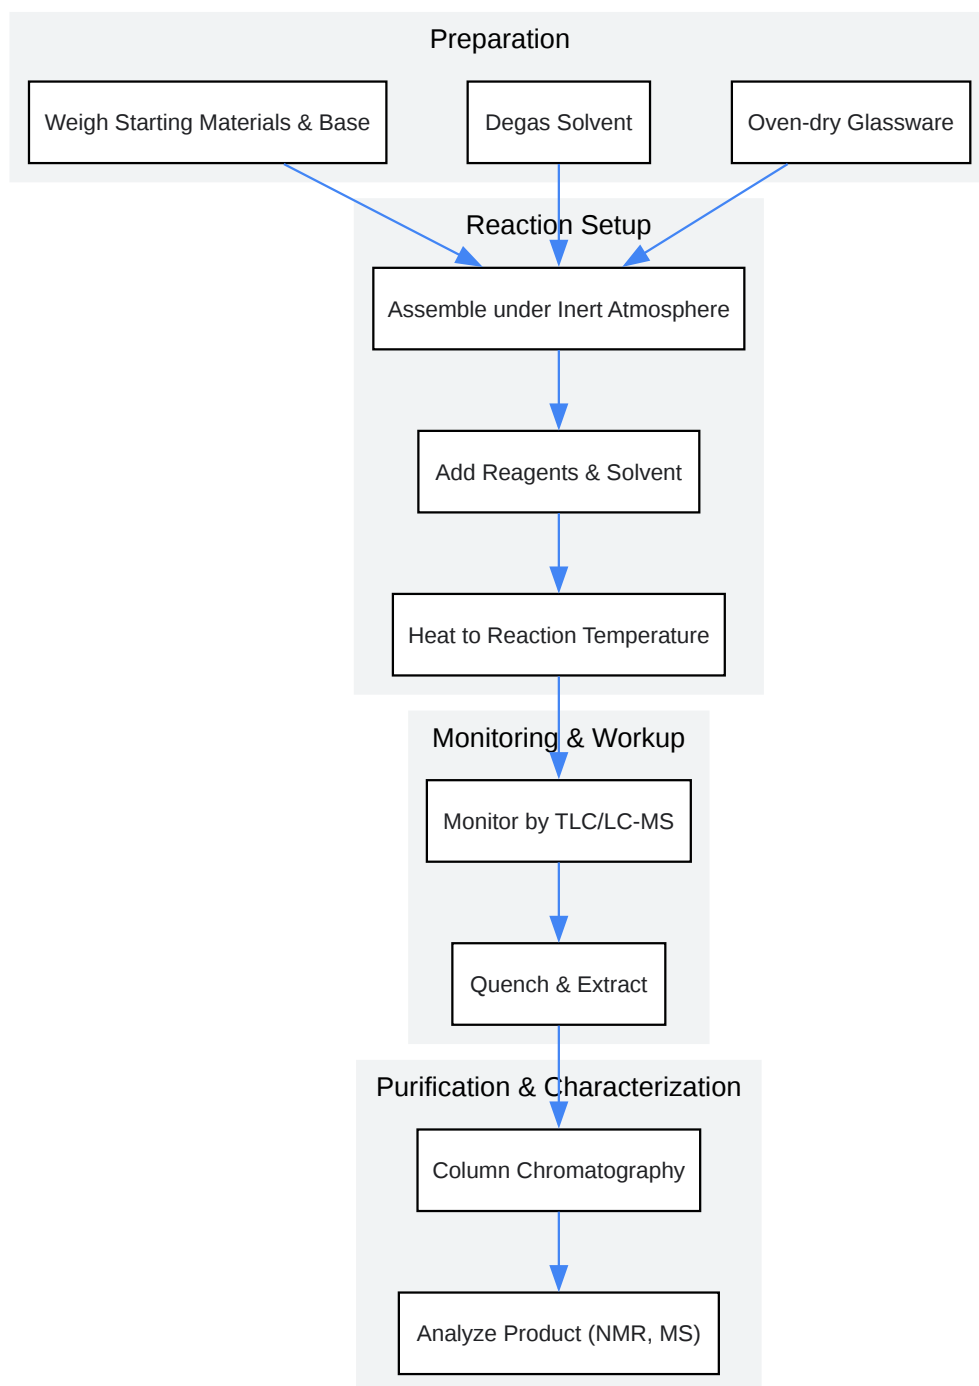 Preparation
Weigh Starting Materials & Base
Degas Solvent
Oven-dry Glassware
Reaction Setup
Assemble under Inert Atmosphere
Add Reagents & Solvent
Heat to Reaction Temperature
Monitoring & Workup
Monitor by TLC/LC-MS
Quench & Extract
Purification & Characterization
Column Chromatography
Analyze Product (NMR, MS)